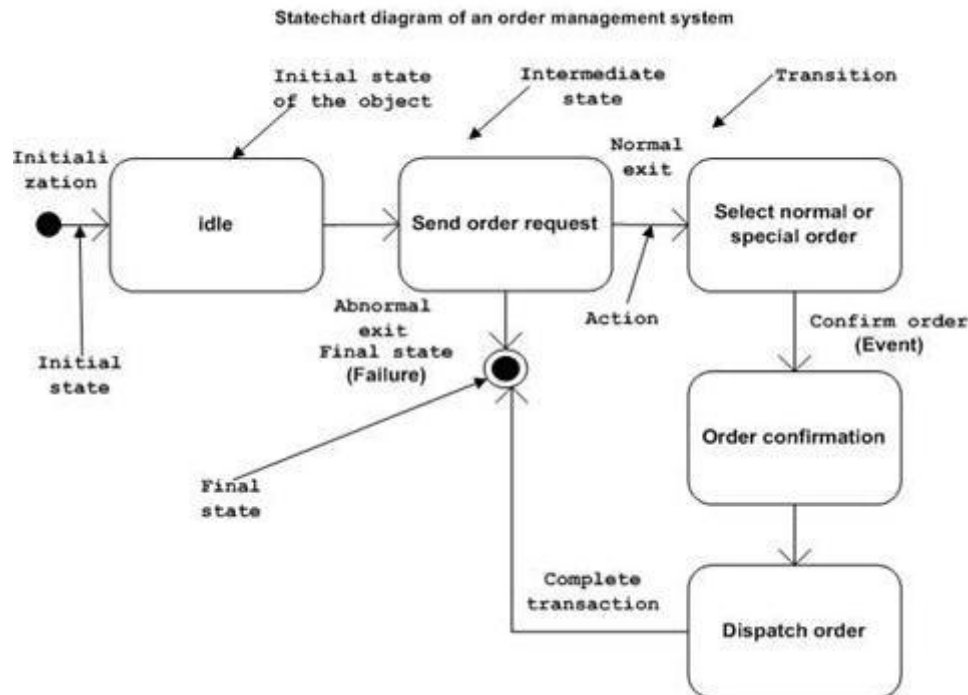 Statechart diagram of an order management system
Initial state
of the object
Intermediate
state
Transition
Initiali
zation
Normal
exit
idle
Send order request
Select normal or
special order
Initial
state
Abnormal
exit
Final state
(Failure)
Action
Confirm order
(Event)
Order confirmation
Final
state
Complete
transaction
Dispatch order